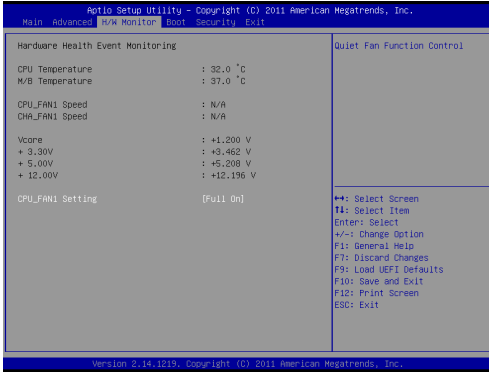 Aptio Setup Utility - Copyright (C) 2011 American Megatrends, Inc.
Main Advanced H/W Monitor Boot Security Exit
Hardware Health Event Monitoring
Quiet Fan Function Control
CPU Temperature : 32.0 °C
M/B Temperature : 37.0 °C
CPU_FAN1 Speed : N/A
CHA_FAN1 Speed : N/A
Vcore : +1.200 V
+ 3.30V : +3.462 V
+ 5.00V : +5.208 V
+ 12.00V : +12.196 V
CPU_FAN1 Setting [Full On]
↔: Select Screen
↑↓: Select Item
Enter: Select
+/-: Change Option
F1: General Help
F7: Discard Changes
F9: Load UEFI Defaults
F10: Save and Exit
F12: Print Screen
ESC: Exit
Version 2.14.1219. Copyright (C) 2011 American Megatrends, Inc.